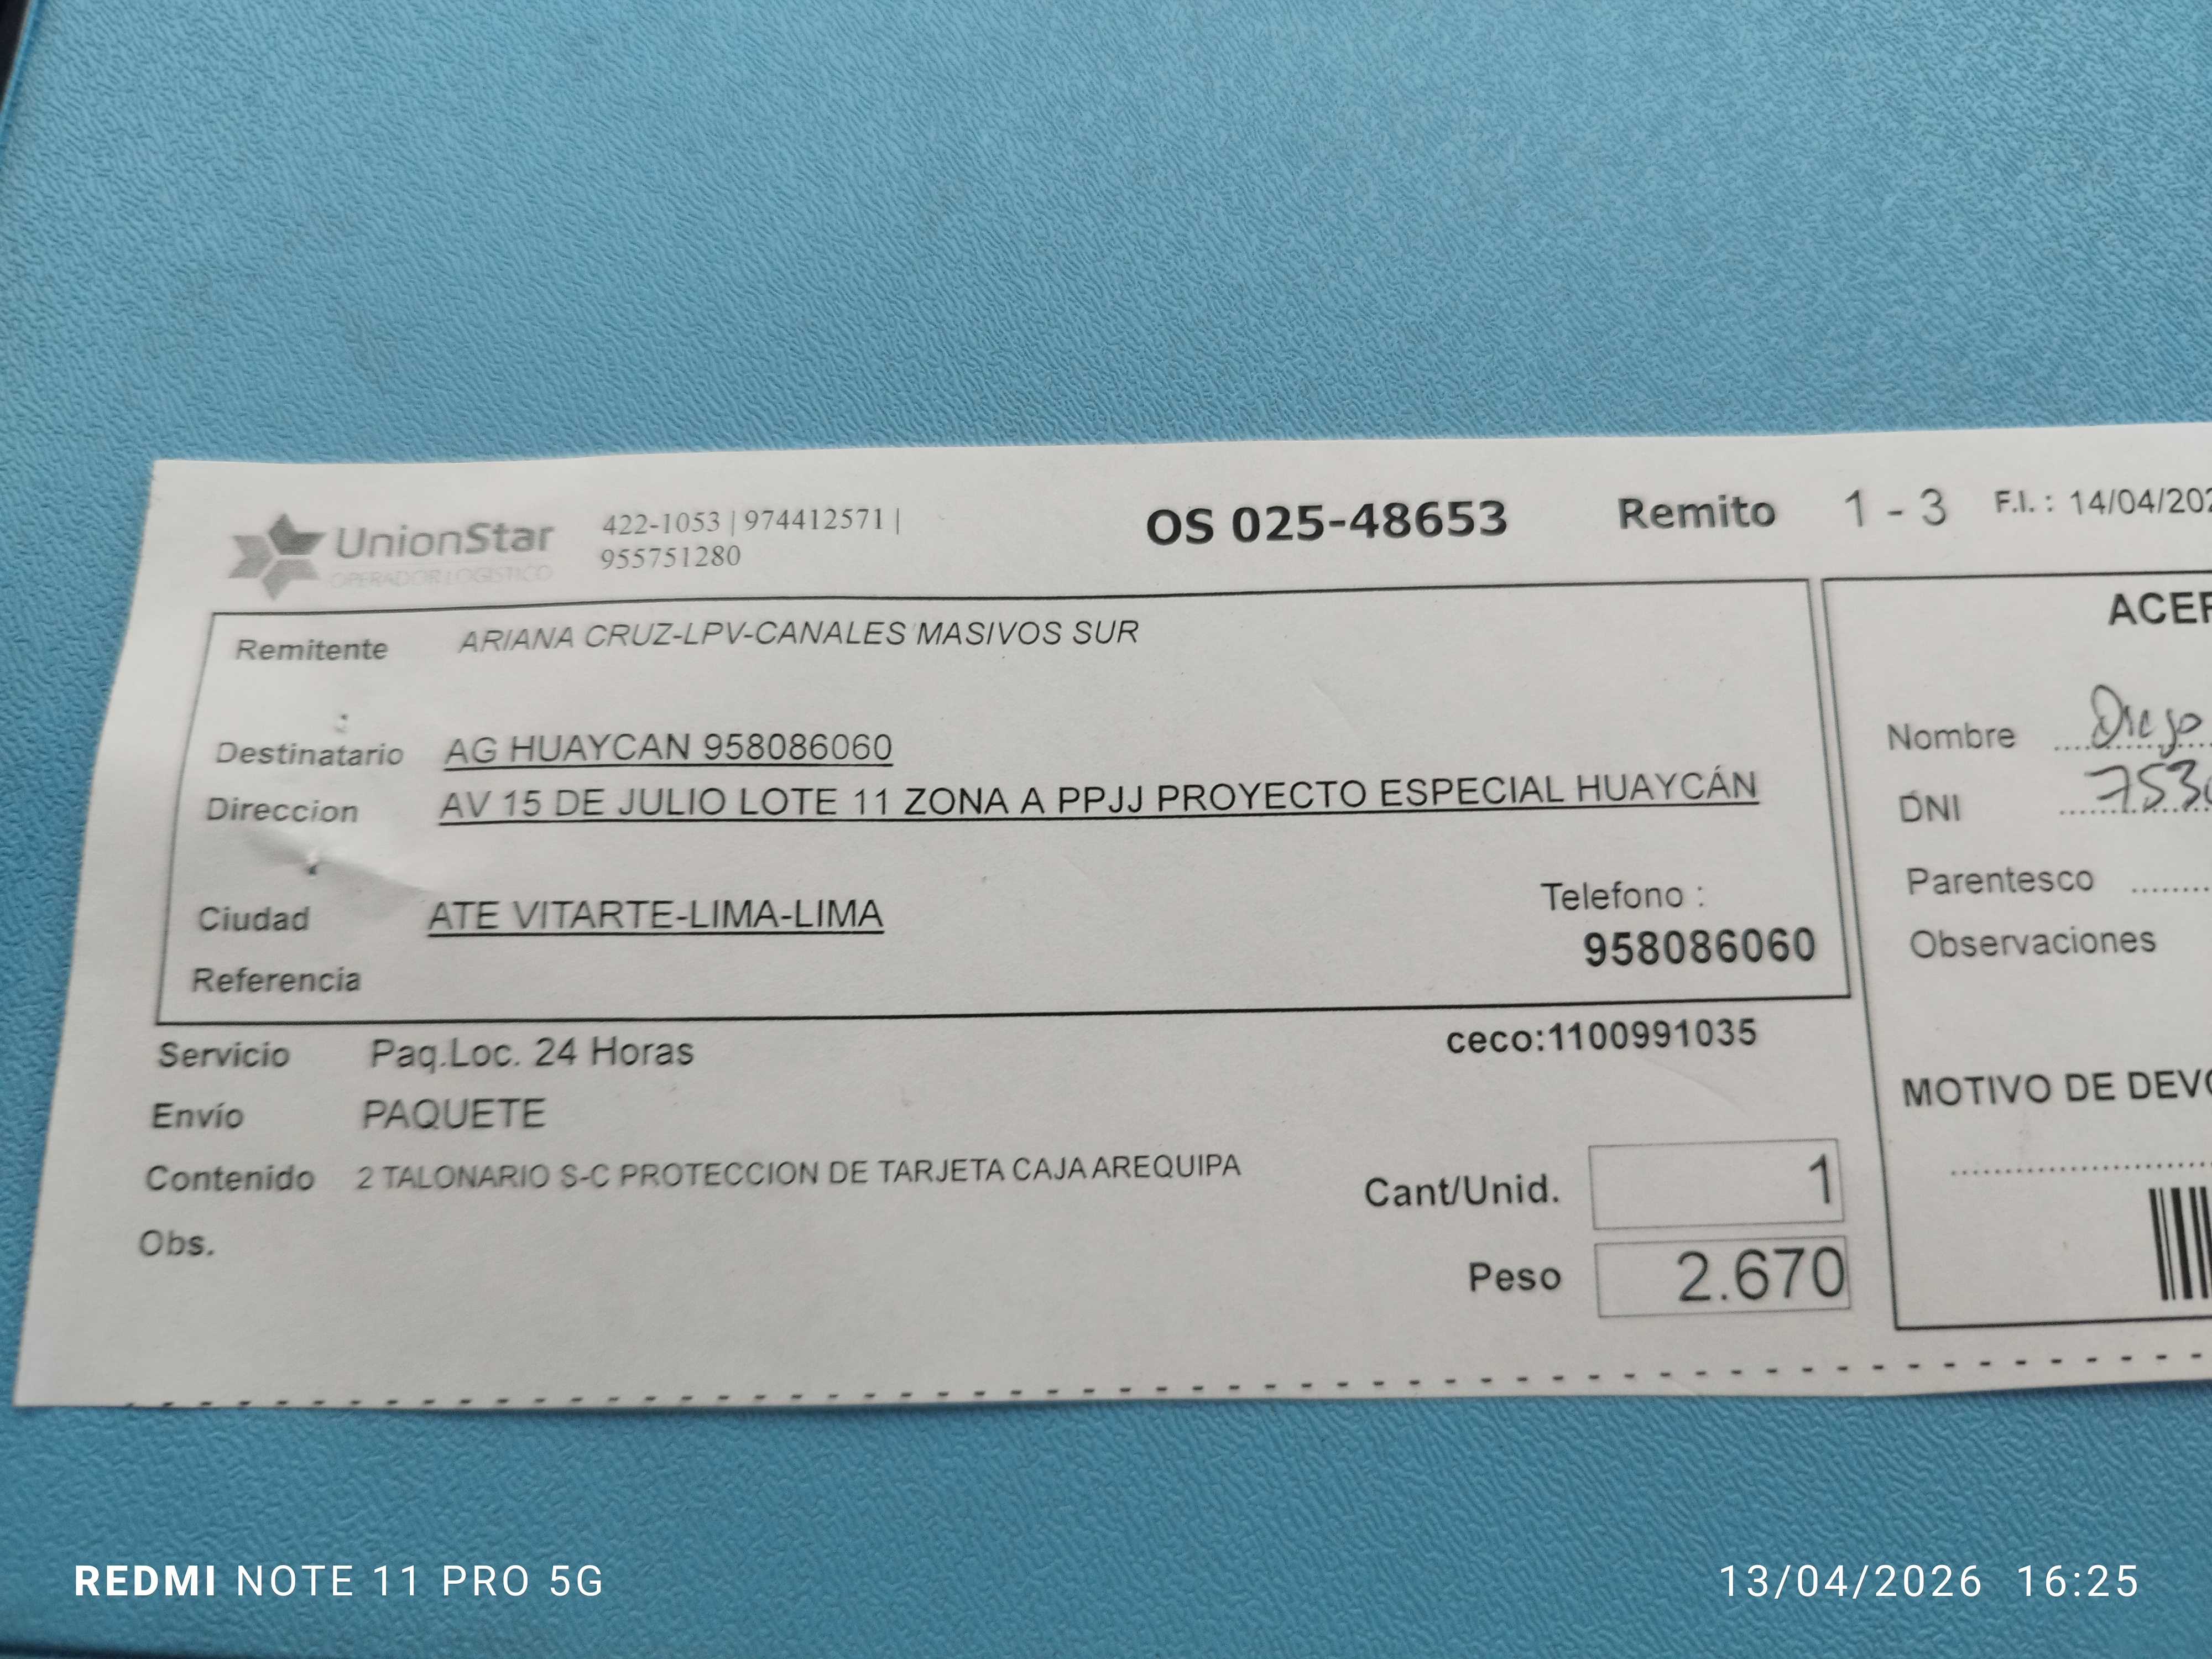 UnionStar
OPERADOR LOGISTICO
422-1053 | 974412571 |
955751280
OS 025-48653
Remito 1 - 3
F.I. : 14/04/202
Remitente ARIANA CRUZ-LPV-CANALES MASIVOS SUR
Destinatario AG HUAYCAN 958086060
Direccion AV 15 DE JULIO LOTE 11 ZONA A PPJJ PROYECTO ESPECIAL HUAYCÁN
Ciudad ATE VITARTE-LIMA-LIMA
Telefono :
958086060
Referencia
Servicio Paq.Loc. 24 Horas
ceco:1100991035
Envío PAQUETE
Contenido 2 TALONARIO S-C PROTECCION DE TARJETA CAJA AREQUIPA
Cant/Unid. 1
Obs.
Peso 2.670
Nombre Diego
DNI 753
Parentesco
Observaciones
MOTIVO DE
REDMI NOTE 11 PRO 5G
13/04/2026 16:25